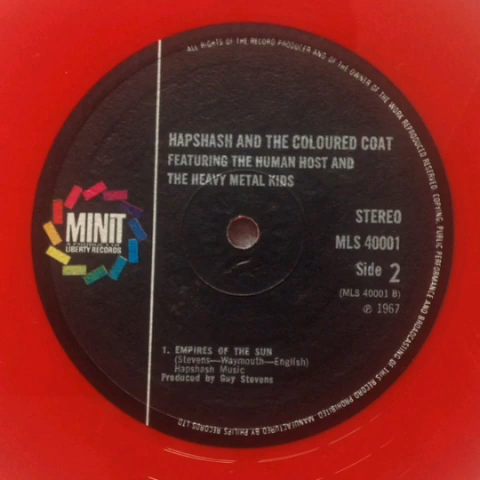 ALL RIGHTS OF THE RECORD PRODUCER AND OF THE OWNER OF THE WORK REPRODUCED RESERVED. COPYING, PUBLIC PERFORMANCE AND BROADCASTING OF THIS RECORD PROHIBITED. MANUFACTURED BY PHILIPS RECORDS LTD.
HAPSHASH AND THE COLOURED COAT
FEATURING THE HUMAN HOST AND
THE HEAVY METAL KIDS
MINIT
LIBERTY RECORDS
STEREO
MLS 40001
Side 2
(MLS 40001 B)
℗ 1967
1. EMPIRES OF THE SUN
(Stevens—Waymouth—English)
Hapshash Music
Produced by Guy Stevens